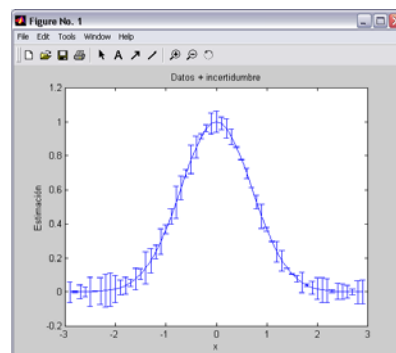 Figure No. 1
File Edit Tools Window Help
A
Datos + incertidumbre
1.2
1
0.8
0.6
0.4
0.2
0
-0.2
Estimación
-3 -2 -1 0 1 2 3
x